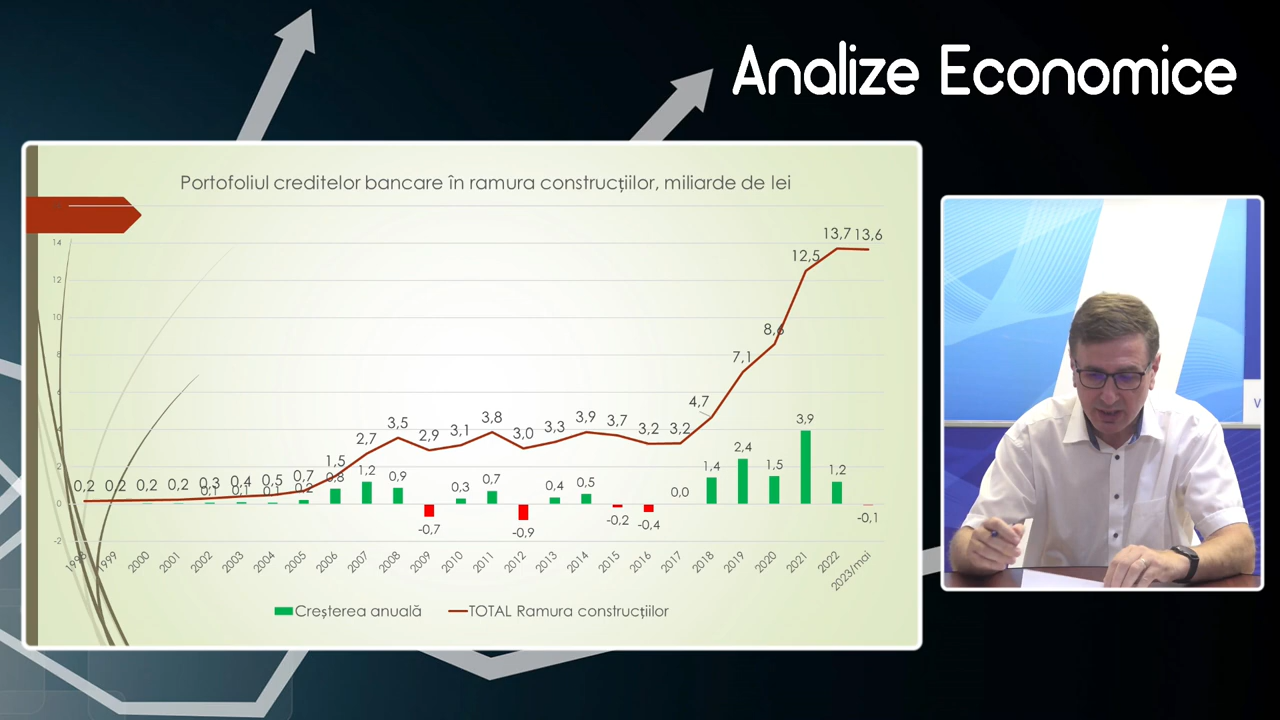 Analize Economice
Portofoliul creditelor bancare în ramura construcțiilor, miliarde de lei
14
12
10
8
6
4
2
0
-2
0,2 0,2 0,2 0,2 0,3 0,4 0,5 0,7 1,5 2,7 3,5 2,9 3,1 3,8 3,0 3,3 3,9 3,7 3,2 3,2 4,7 7,1 8,6 12,5 13,7 13,6
0,1 0,1 0,1 0,2 0,8 1,2 0,9 -0,7 0,3 0,7 -0,9 0,4 0,5 -0,2 -0,4 0,0 1,4 2,4 1,5 3,9 1,2 -0,1
1998 1999 2000 2001 2002 2003 2004 2005 2006 2007 2008 2009 2010 2011 2012 2013 2014 2015 2016 2017 2018 2019 2020 2021 2022 2023/mai
Creșterea anuală TOTAL Ramura construcțiilor
V